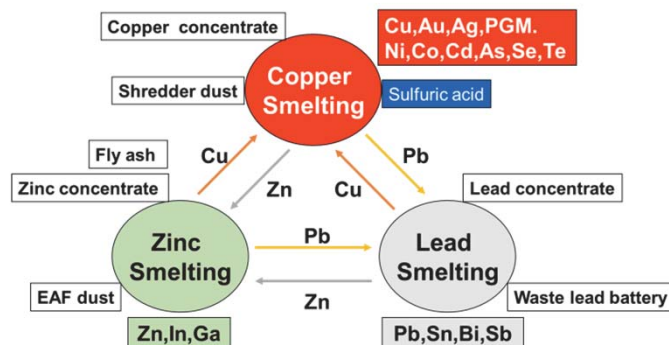 Copper concentrate
Cu,Au,Ag,PGM.
Ni,Co,Cd,As,Se,Te
Copper
Smelting
Shredder dust
Sulfuric acid
Fly ash
Cu
Pb
Zinc concentrate
Zn
Cu
Lead concentrate
Zinc
Smelting
Pb
Lead
Smelting
EAF dust
Zn
Waste lead battery
Zn,In,Ga
Pb,Sn,Bi,Sb